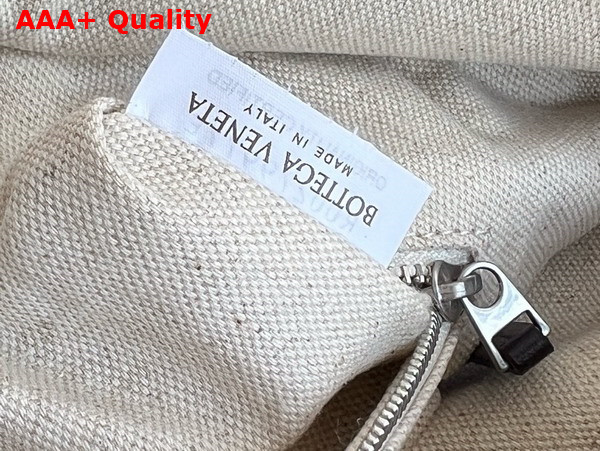 AAA+ Quality
BOTTEGA VENETA
MADE IN ITALY